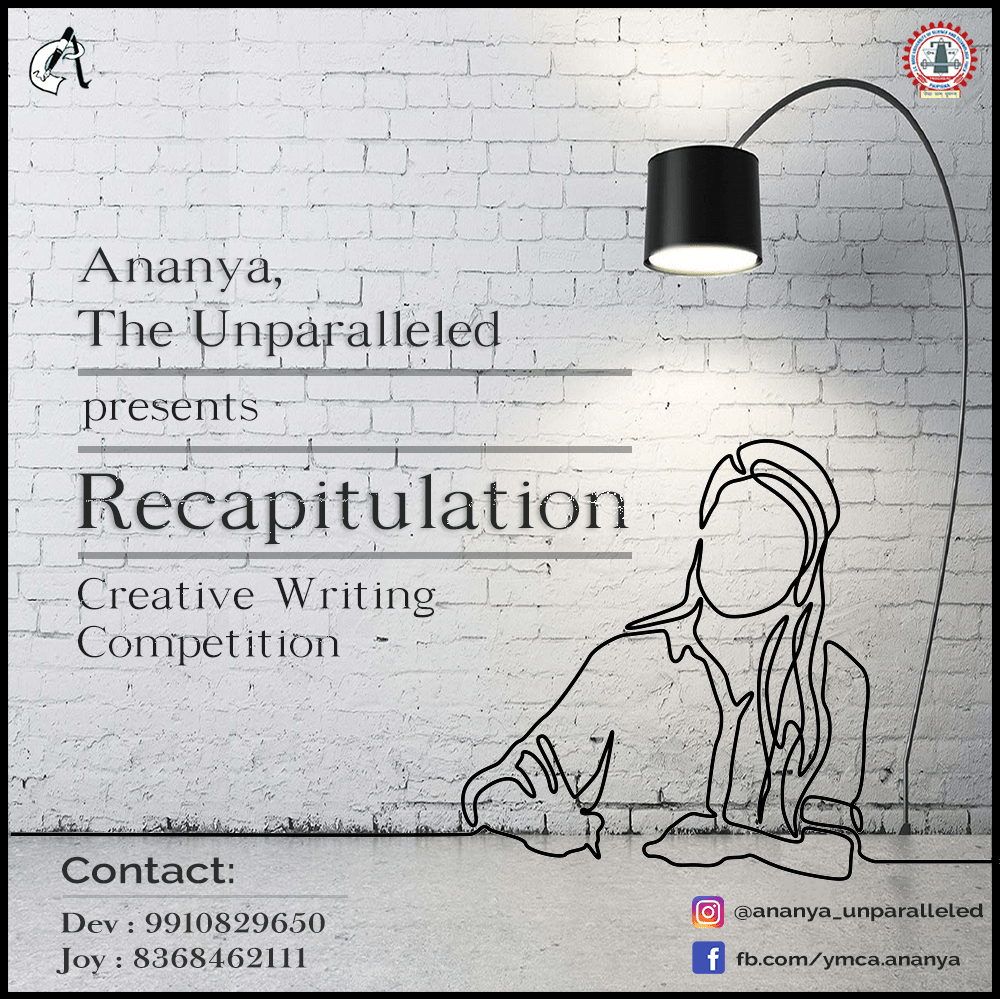 Ananya,
The Unparalleled
presents
Recapitulation
Creative Writing
Competition
Contact:
Dev : 9910829650
Joy : 8368462111
@ananya_unparalleled
fb.com/ymca.ananya